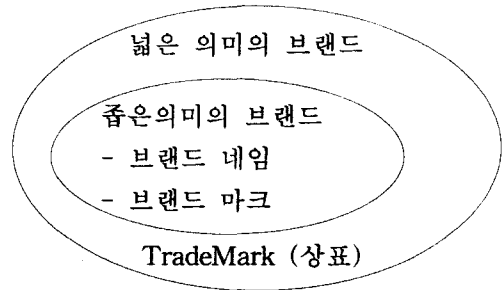 넓은 의미의 브랜드
좁은의미의 브랜드
- 브랜드 네임
- 브랜드 마크
TradeMark (상표)